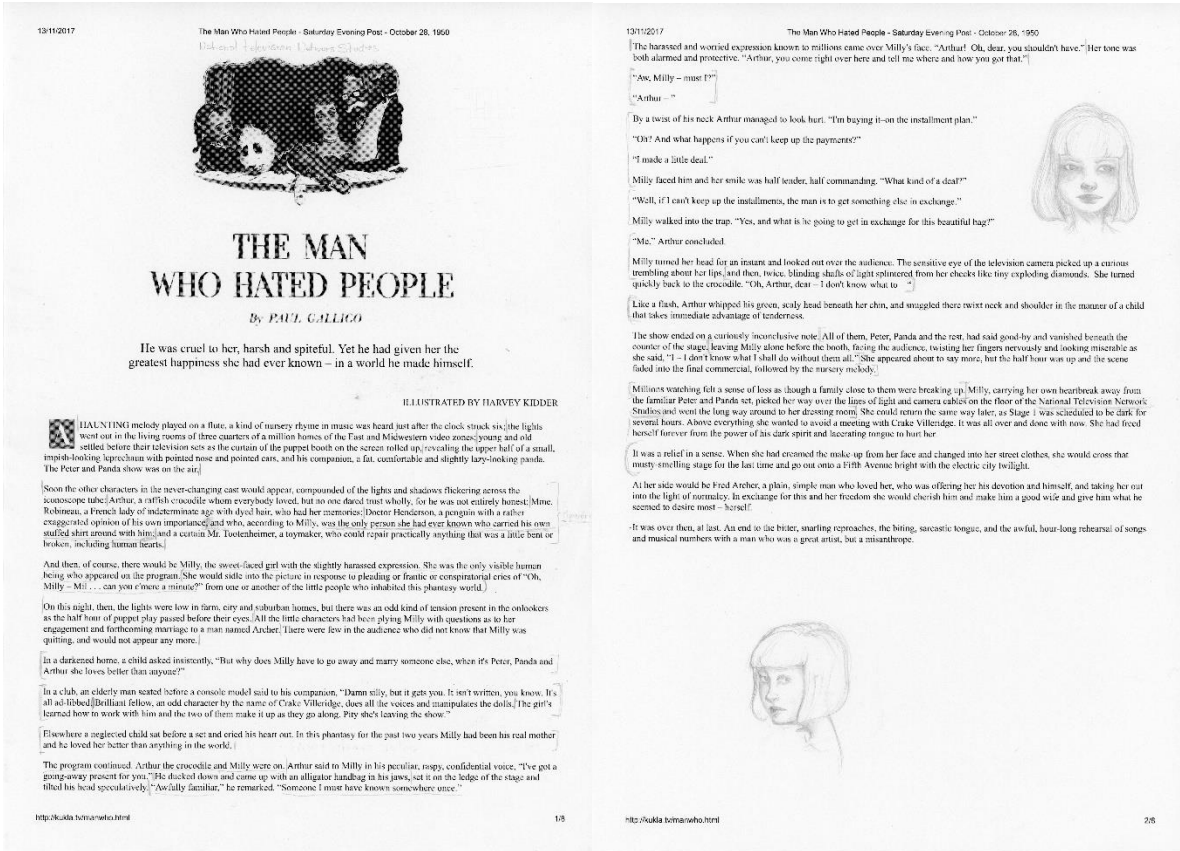 13/11/2017
The Man Who Hated People - Saturday Evening Post - October 28, 1950
National Television Network Studios
THE MAN
WHO HATED PEOPLE
By PAUL GALLICO
He was cruel to her, harsh and spiteful. Yet he had given her the
greatest happiness she had ever known – in a world he made himself.
ILLUSTRATED BY HARVEY KIDDER
A HAUNTING melody played on a flute, a kind of nursery rhyme in music was heard just after the clock struck six; the lights
went out in the living rooms of three quarters of a million homes of the East and Midwestern video zones; young and old
settled before their television sets as the curtain of the puppet booth on the screen rolled up, revealing the upper half of a small,
impish-looking leprechaun with pointed nose and pointed ears, and his companion, a fat, comfortable and slightly lazy-looking panda.
The Peter and Panda show was on the air.
Soon the other characters in the never-changing cast would appear, compounded of the lights and shadows flickering across the
iconoscope tube: Arthur, a raffish crocodile whom everybody loved, but no one dared trust wholly, for he was not entirely honest; Mme.
Robineau, a French lady of indeterminate age with dyed hair, who had her memories; Doctor Henderson, a penguin with a rather
exaggerated opinion of his own importance, and who, according to Milly, was the only person she had ever known who carried his own
stuffed shirt around with him; and a certain Mr. Tootenheimer, a toymaker, who could repair practically anything that was a little bent or
broken, including human hearts.
And then, of course, there would be Milly, the sweet-faced girl with the slightly harassed expression. She was the only visible human
being who appeared on the program. She would sidle into the picture in response to pleading or frantic or conspiratorial cries of “Oh,
Milly – Mil . . . can you c'mere a minute?” from one or another of the little people who inhabited this phantasy world.
On this night, then, the lights were low in farm, city and suburban homes, but there was an odd kind of tension present in the onlookers
as the half hour of puppet play passed before their eyes. All the little characters had been plying Milly with questions as to her
engagement and forthcoming marriage to a man named Archer. There were few in the audience who did not know that Milly was
quitting, and would not appear any more.
In a darkened home, a child asked insistently, “But why does Milly have to go away and marry someone else, when it's Peter, Panda and
Arthur she loves better than anyone?”
In a club, an elderly man seated before a console model said to his companion, “Damn silly, but it gets you. It isn't written, you know. It's
all ad-libbed. Brilliant fellow, an odd character by the name of Crake Villeridge, does all the voices and manipulates the dolls. The girl's
learned how to work with him and the two of them make it up as they go along. Pity she's leaving the show.”
Elsewhere a neglected child sat before a set and cried his heart out. In this phantasy for the past two years Milly had been his real mother
and he loved her better than anything in the world.
The program continued. Arthur the crocodile and Milly were on. Arthur said to Milly in his peculiar, raspy, confidential voice, “I've got a
going-away present for you.” He ducked down and came up with an alligator handbag in his jaws, set it on the ledge of the stage and
tilted his head speculatively. “Awfully familiar,” he remarked. “Someone I must have known somewhere once.”
http://kukla.tv/manwho.html
1/8
13/11/2017
The Man Who Hated People - Saturday Evening Post - October 28, 1950
The harassed and worried expression known to millions came over Milly's face. “Arthur! Oh, dear, you shouldn't have.” Her tone was
both alarmed and protective. “Arthur, you come right over here and tell me where and how you got that.”
“Aw, Milly – must I?”
“Arthur – ”
By a twist of his neck Arthur managed to look hurt. “I'm buying it–on the installment plan.”
“Oh? And what happens if you can't keep up the payments?”
“I made a little deal.”
Milly faced him and her smile was half tender, half commanding. “What kind of a deal?”
“Well, if I can't keep up the installments, the man is to get something else in exchange.”
Milly walked into the trap. “Yes, and what is he going to get in exchange for this beautiful bag?”
“Me,” Arthur concluded.
Milly turned her head for an instant and looked out over the audience. The sensitive eye of the television camera picked up a curious
trembling about her lips, and then, twice, blinding shafts of light splintered from her cheeks like tiny exploding diamonds. She turned
quickly back to the crocodile. “Oh, Arthur, dear – I don't know what to ”
Like a flash, Arthur whipped his green, scaly head beneath her chin, and snuggled there twixt neck and shoulder in the manner of a child
that takes immediate advantage of tenderness.
The show ended on a curiously inconclusive note. All of them, Peter, Panda and the rest, had said good-by and vanished beneath the
counter of the stage, leaving Milly alone before the booth, facing the audience, twisting her fingers nervously and looking miserable as
she said, “I – I don't know what I shall do without them all.” She appeared about to say more, but the half hour was up and the scene
faded into the final commercial, followed by the nursery melody.
Millions watching felt a sense of loss as though a family close to them were breaking up. Milly, carrying her own heartbreak away from
the familiar Peter and Panda set, picked her way over the lines of light and camera cables on the floor of the National Television Network
Studios and went the long way around to her dressing room. She could return the same way later, as Stage 1 was scheduled to be dark for
several hours. Above everything she wanted to avoid a meeting with Crake Villeridge. It was all over and done with now. She had freed
herself forever from the power of his dark spirit and lacerating tongue to hurt her.
It was a relief in a sense. When she had creamed the make-up from her face and changed into her street clothes, she would cross that
musty-smelling stage for the last time and go out onto a Fifth Avenue bright with the electric city twilight.
At her side would be Fred Archer, a plain, simple man who loved her, who was offering her his devotion and himself, and taking her out
into the light of normalcy. In exchange for this and her freedom she would cherish him and make him a good wife and give him what he
seemed to desire most – herself.
It was over then, at last. An end to the bitter, snarling reproaches, the biting, sarcastic tongue, and the awful, hour-long rehearsal of songs
and musical numbers with a man who was a great artist, but a misanthrope.
http://kukla.tv/manwho.html
2/8